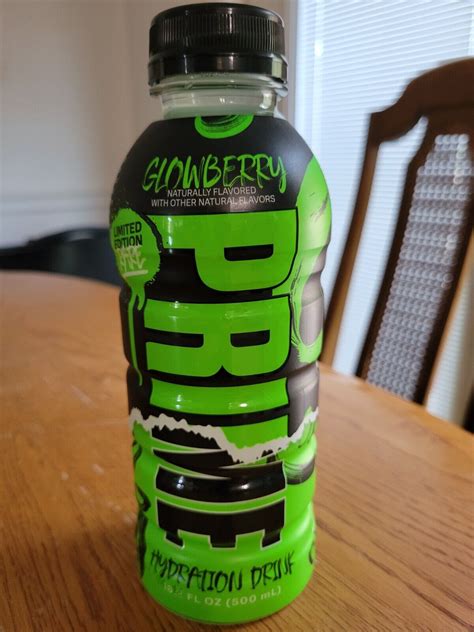 GLOWBERRY
NATURALLY FLAVORED
WITH OTHER NATURAL FLAVORS
LIMITED
EDITION
PRIME
HYDRATION DRINK
FL OZ (500 mL)